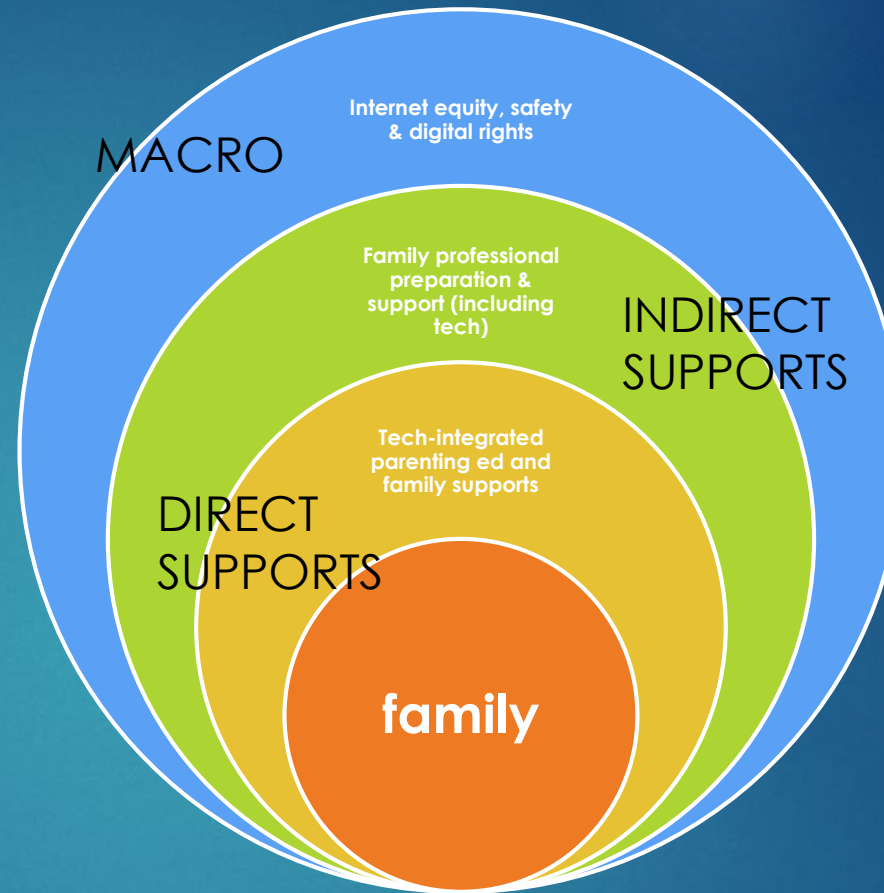 Internet equity, safety
& digital rights
MACRO
Family professional
preparation &
support (including
tech)
INDIRECT
SUPPORTS
Tech-integrated
parenting ed and
family supports
DIRECT
SUPPORTS
family